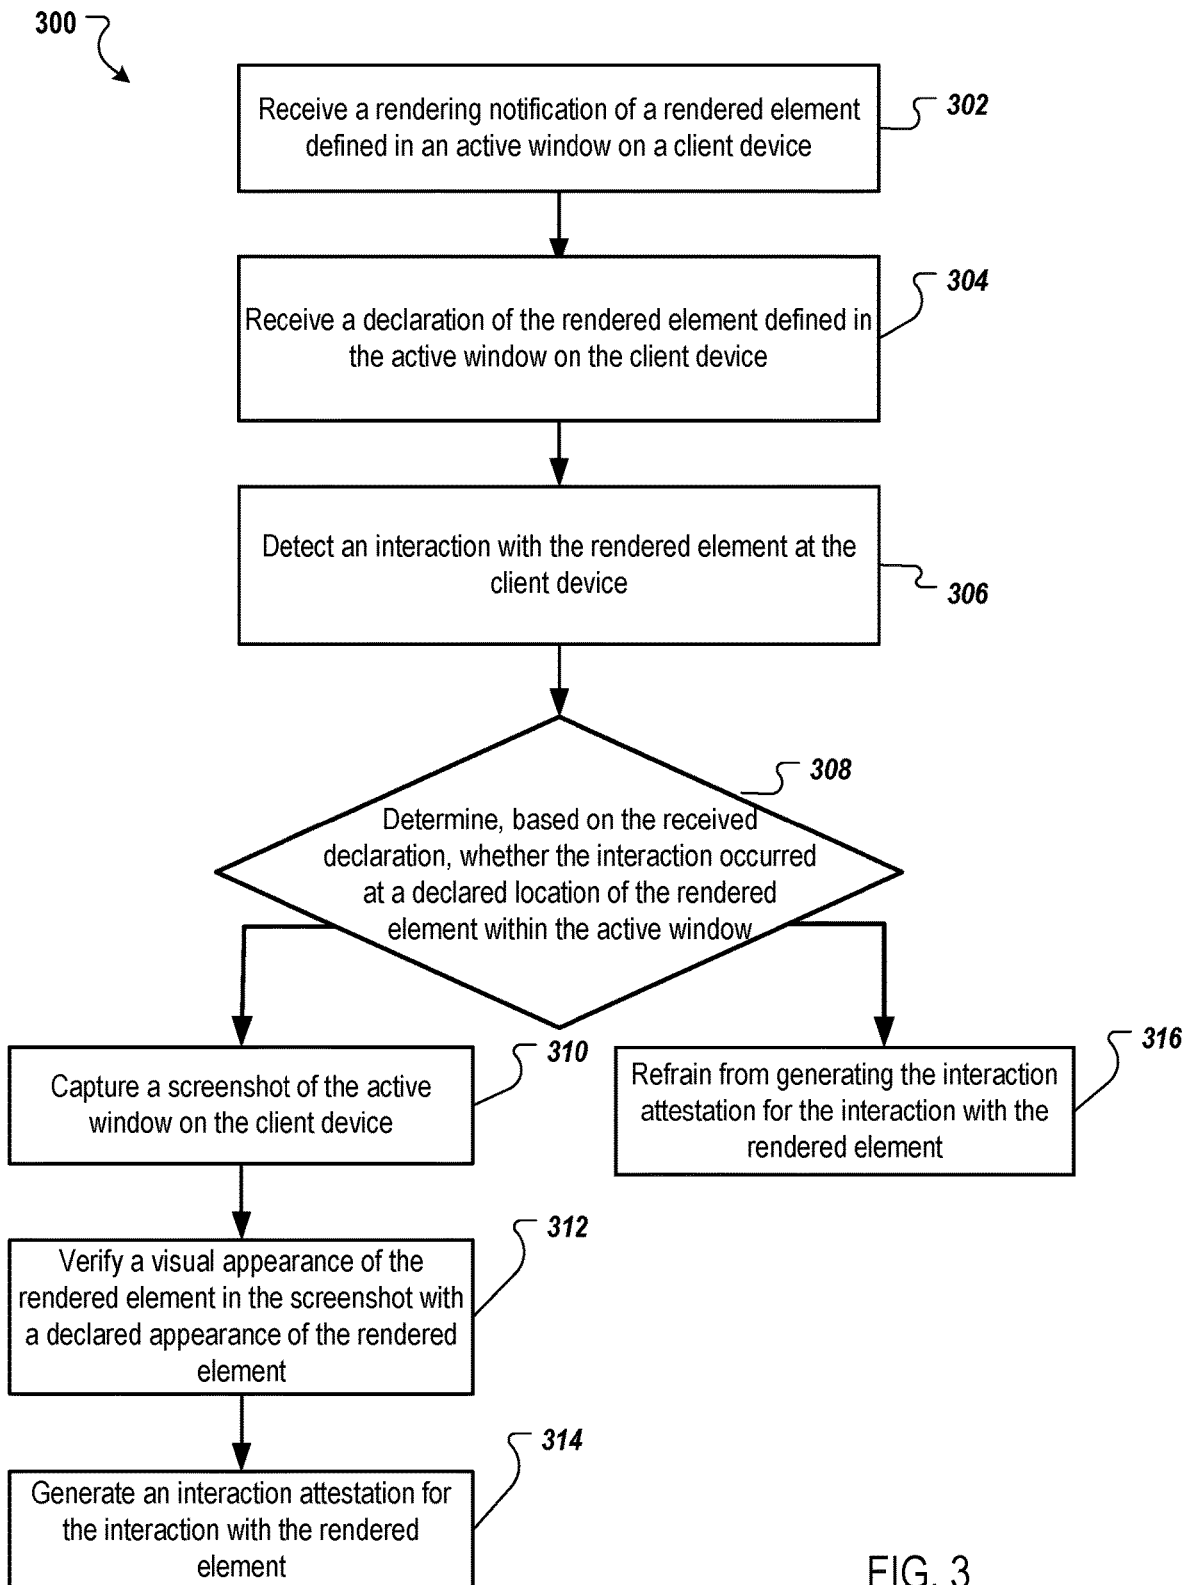 300
Receive a rendering notification of a rendered element
defined in an active window on a client device
302
Receive a declaration of the rendered element defined in
the active window on the client device
304
Detect an interaction with the rendered element at the
client device
306
Determine, based on the received
declaration, whether the interaction occurred
at a declared location of the rendered
element within the active window
308
Capture a screenshot of the active
window on the client device
310
Refrain from generating the interaction
attestation for the interaction with the
rendered element
316
Verify a visual appearance of the
rendered element in the screenshot with
a declared appearance of the rendered
element
312
Generate an interaction attestation for
the interaction with the rendered
element
314
FIG. 3